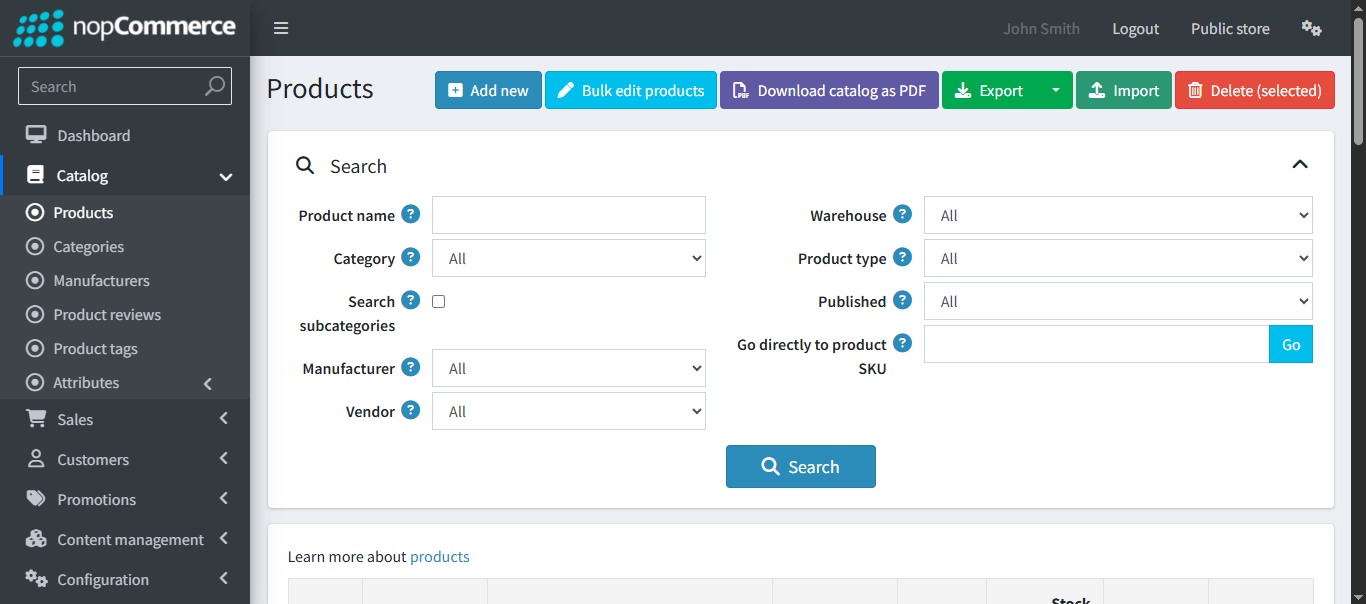 nopCommerce
John Smith
Logout
Public store
Search
Dashboard
Catalog
Products
Categories
Manufacturers
Product reviews
Product tags
Attributes
Sales
Customers
Promotions
Content management
Configuration
Products
Add new
Bulk edit products
PDF
Download catalog as PDF
Export
Import
Delete (selected)
Search
Product name ?
Category ? All
Search ?
subcategories
Manufacturer ? All
Vendor ? All
Warehouse ? All
Product type ? All
Published ? All
Go directly to product ? Go
SKU
Search
Learn more about products
Stock